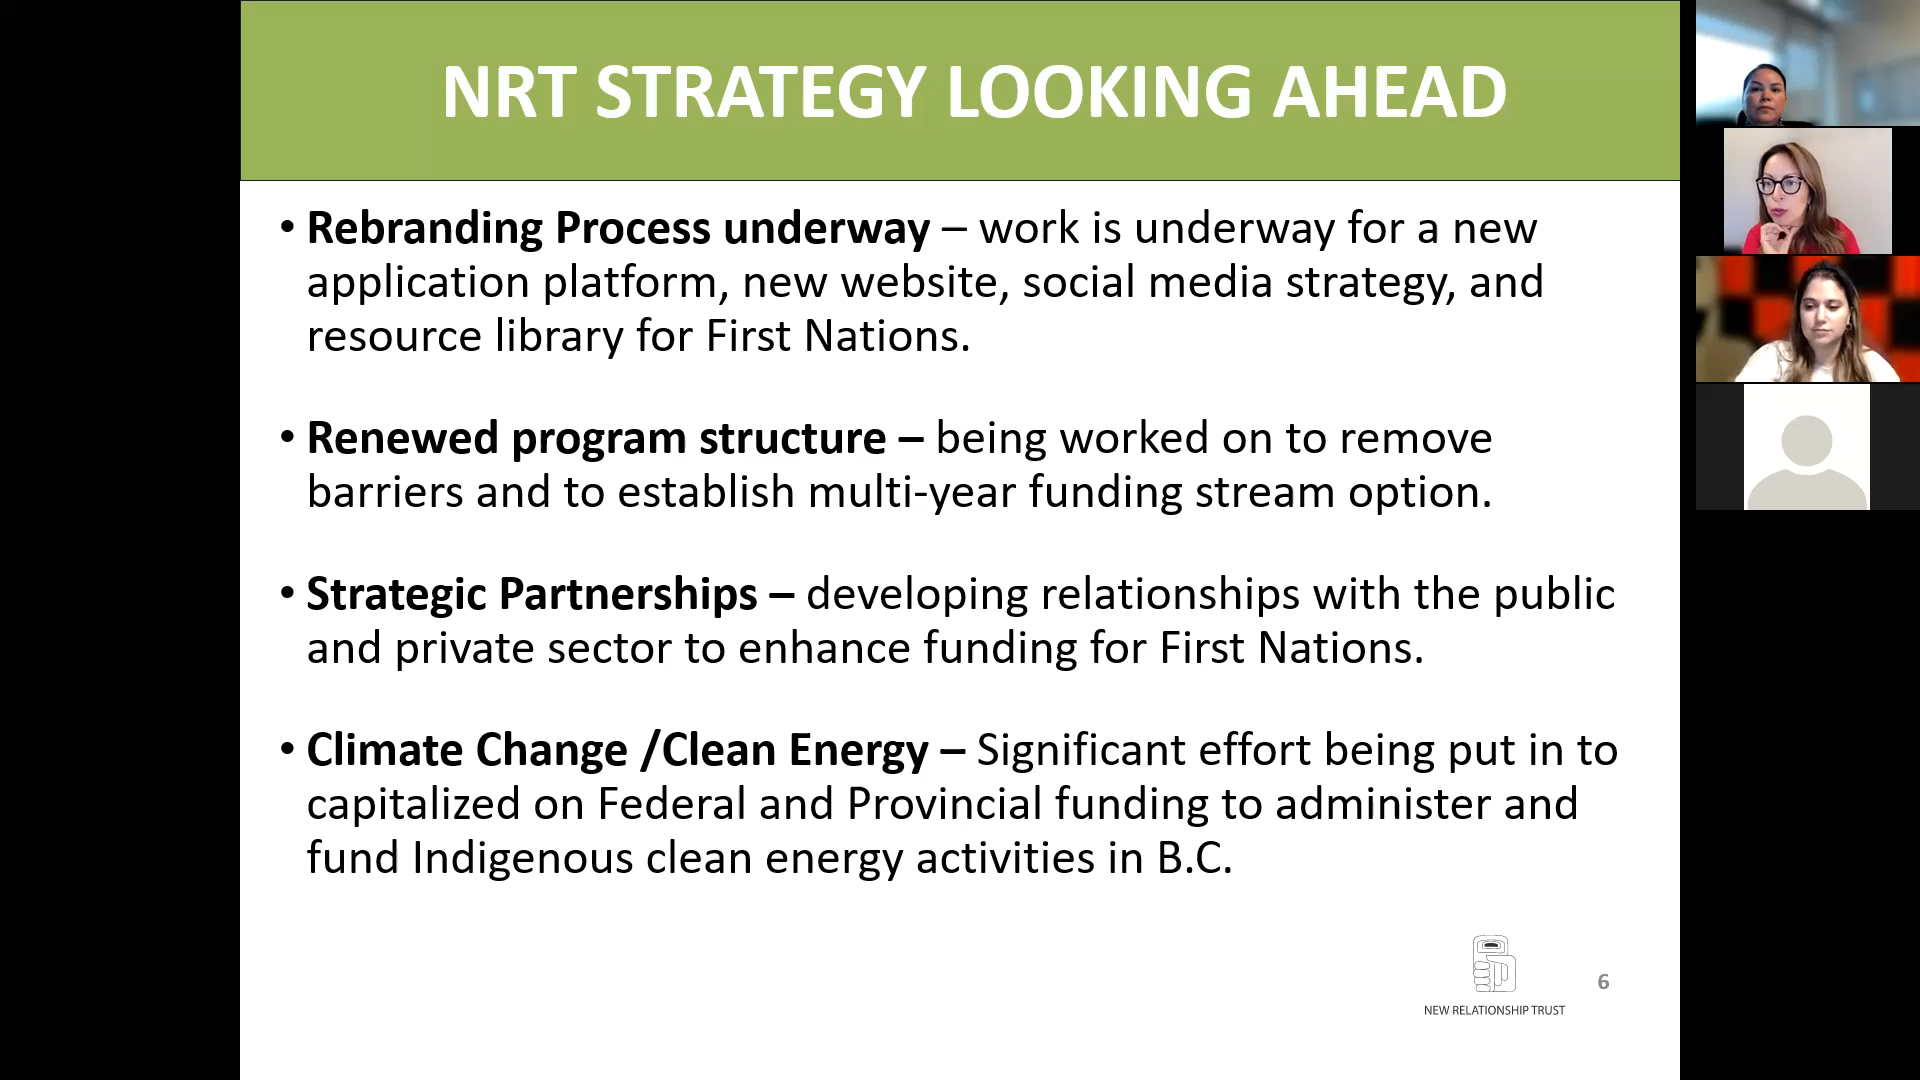 NRT STRATEGY LOOKING AHEAD
• Rebranding Process underway – work is underway for a new
application platform, new website, social media strategy, and
resource library for First Nations.
• Renewed program structure – being worked on to remove
barriers and to establish multi-year funding stream option.
• Strategic Partnerships – developing relationships with the public
and private sector to enhance funding for First Nations.
• Climate Change /Clean Energy – Significant effort being put in to
capitalized on Federal and Provincial funding to administer and
fund Indigenous clean energy activities in B.C.
NEW RELATIONSHIP TRUST
6